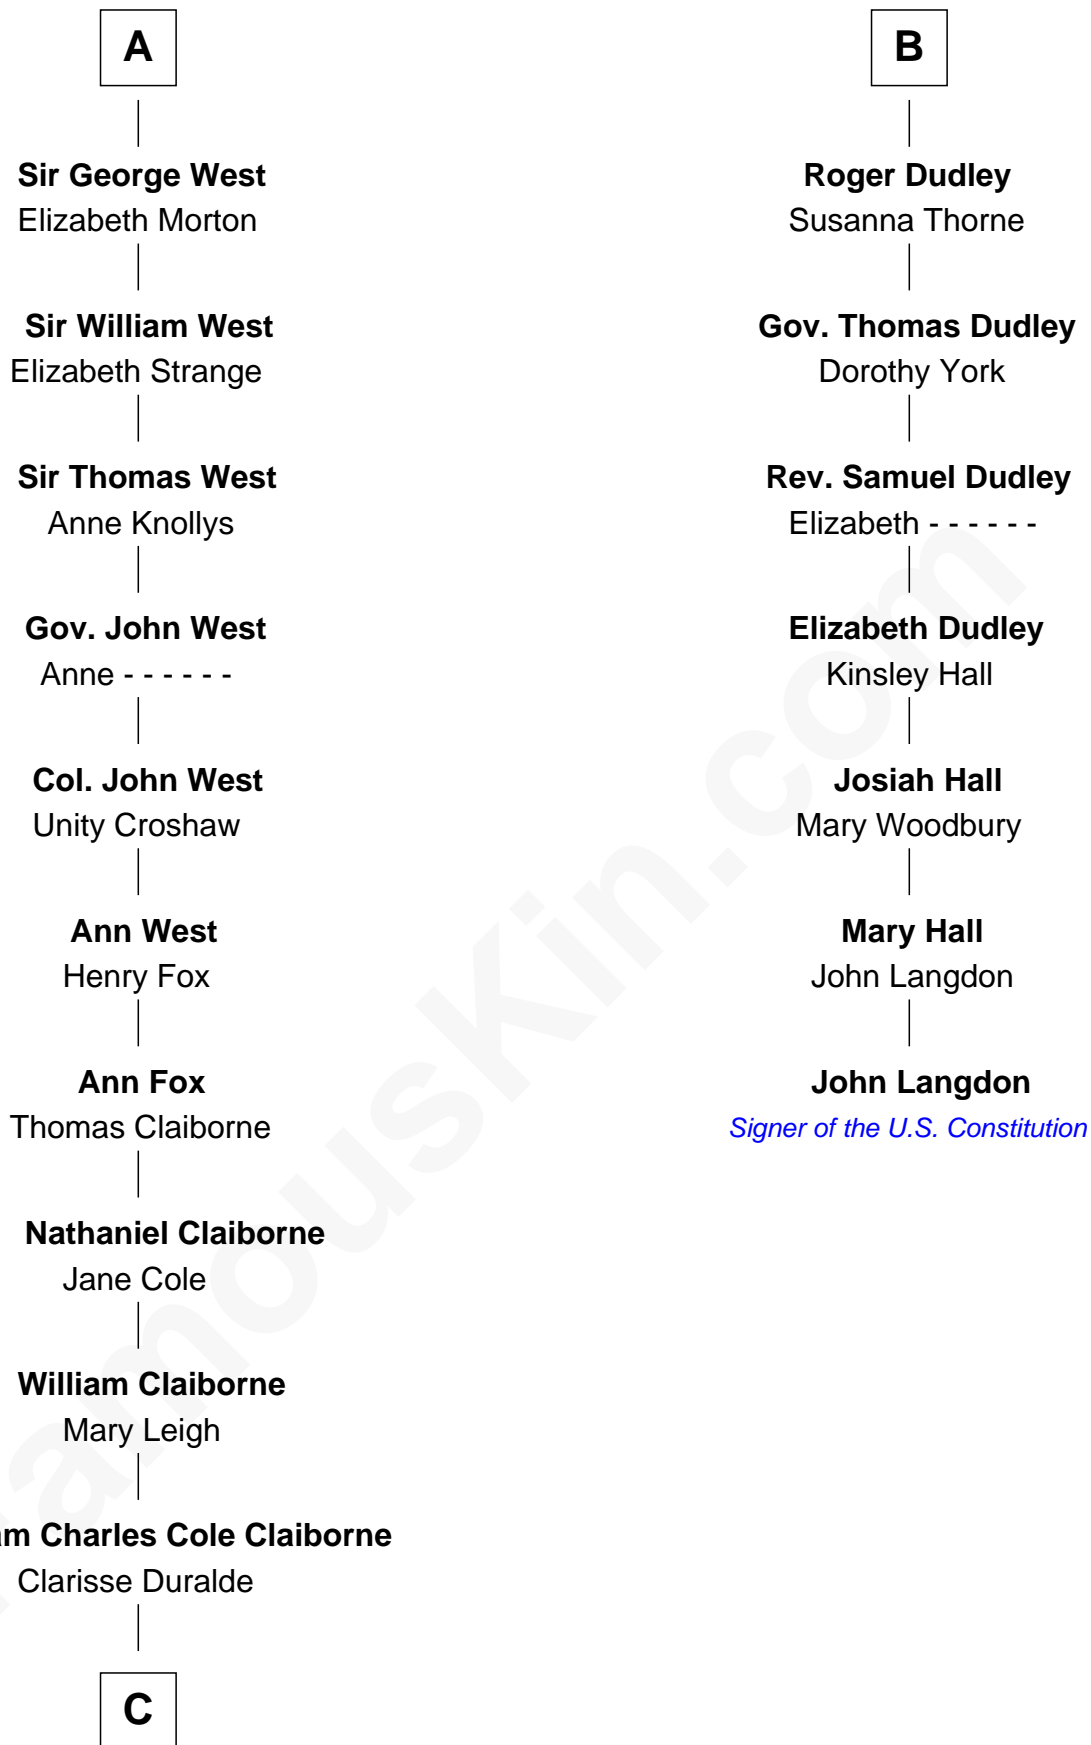 A
Sir George West
Elizabeth Morton
Sir William West
Elizabeth Strange
Sir Thomas West
Anne Knollys
Gov. John West
Anne - - - - - -
Col. John West
Unity Croshaw
Ann West
Henry Fox
Ann Fox
Thomas Claiborne
Nathaniel Claiborne
Jane Cole
William Claiborne
Mary Leigh
am Charles Cole Claiborne
Clarisse Duralde
C
B
Roger Dudley
Susanna Thorne
Gov. Thomas Dudley
Dorothy York
Rev. Samuel Dudley
Elizabeth - - - - - -
Elizabeth Dudley
Kinsley Hall
Josiah Hall
Mary Woodbury
Mary Hall
John Langdon
John Langdon
Signer of the U.S. Constitution
FamousKin.com